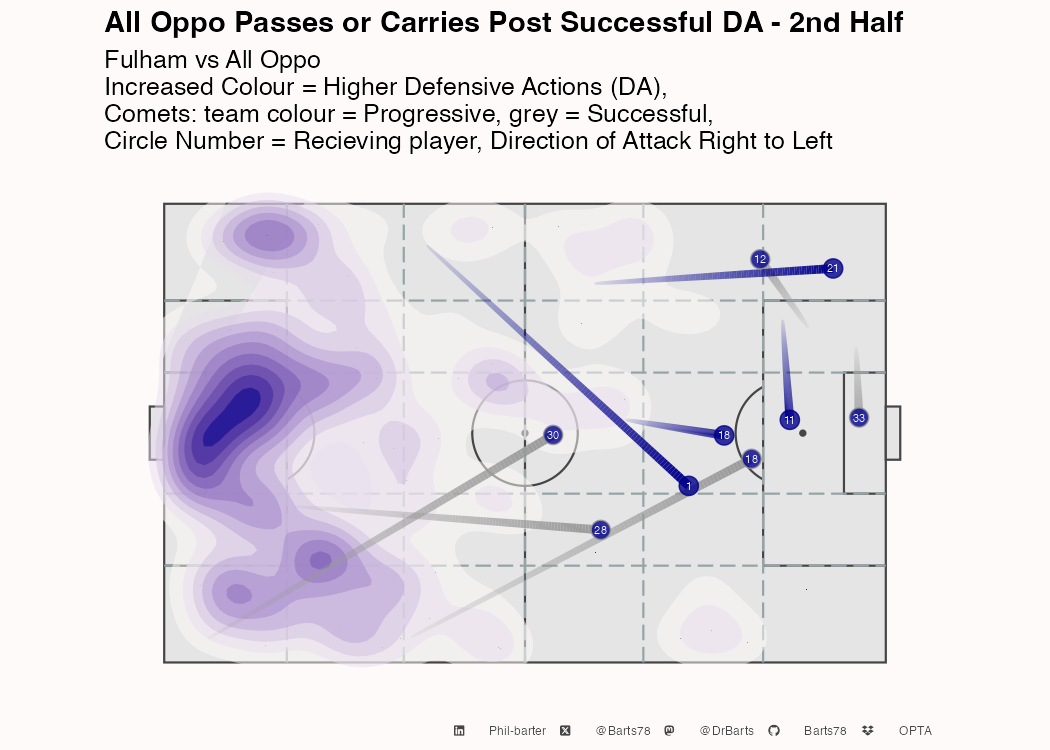 All Oppo Passes or Carries Post Successful DA - 2nd Half
Fulham vs All Oppo
Increased Colour = Higher Defensive Actions (DA),
Comets: team colour = Progressive, grey = Successful,
Circle Number = Recieving player, Direction of Attack Right to Left
12
21
11
33
30
18
18
1
28
Phil-barter @Barts78 @DrBarts Barts78 OPTA